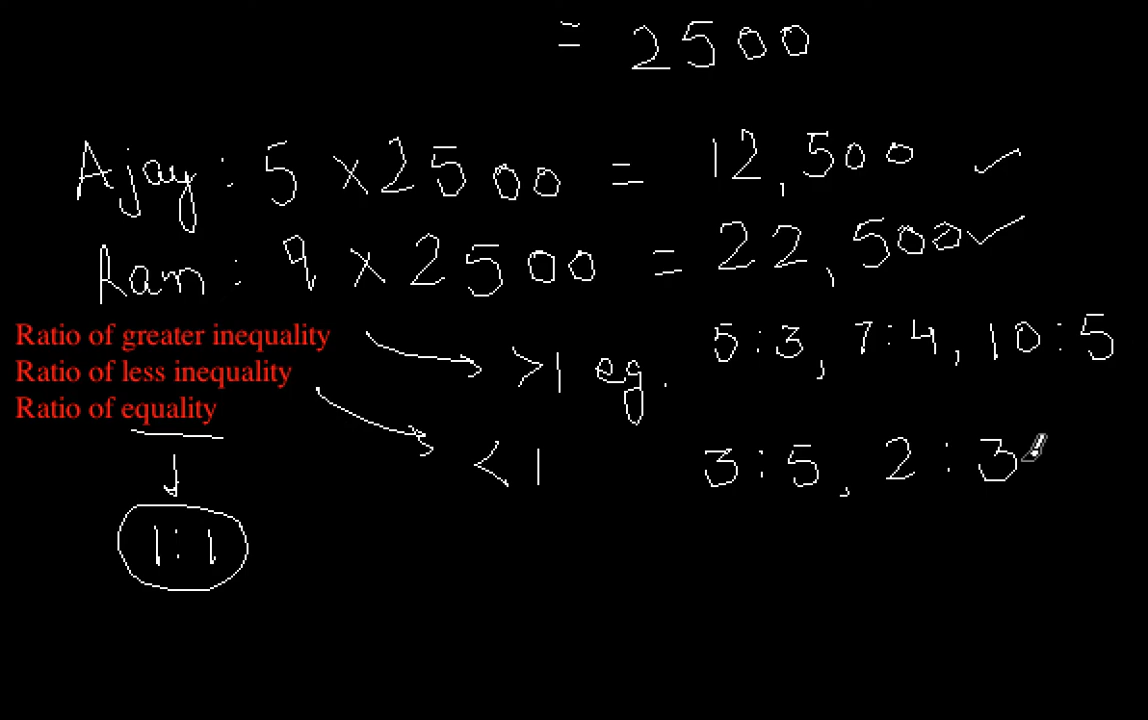 = 2500
Ajay : 5 × 2500 = 12,500 ✓
Ram : 9 × 2500 = 22,500 ✓
Ratio of greater inequality
>1 eg. 5:3, 7:4, 10:5
Ratio of less inequality
<1 3:5, 2:3
Ratio of equality
1:1